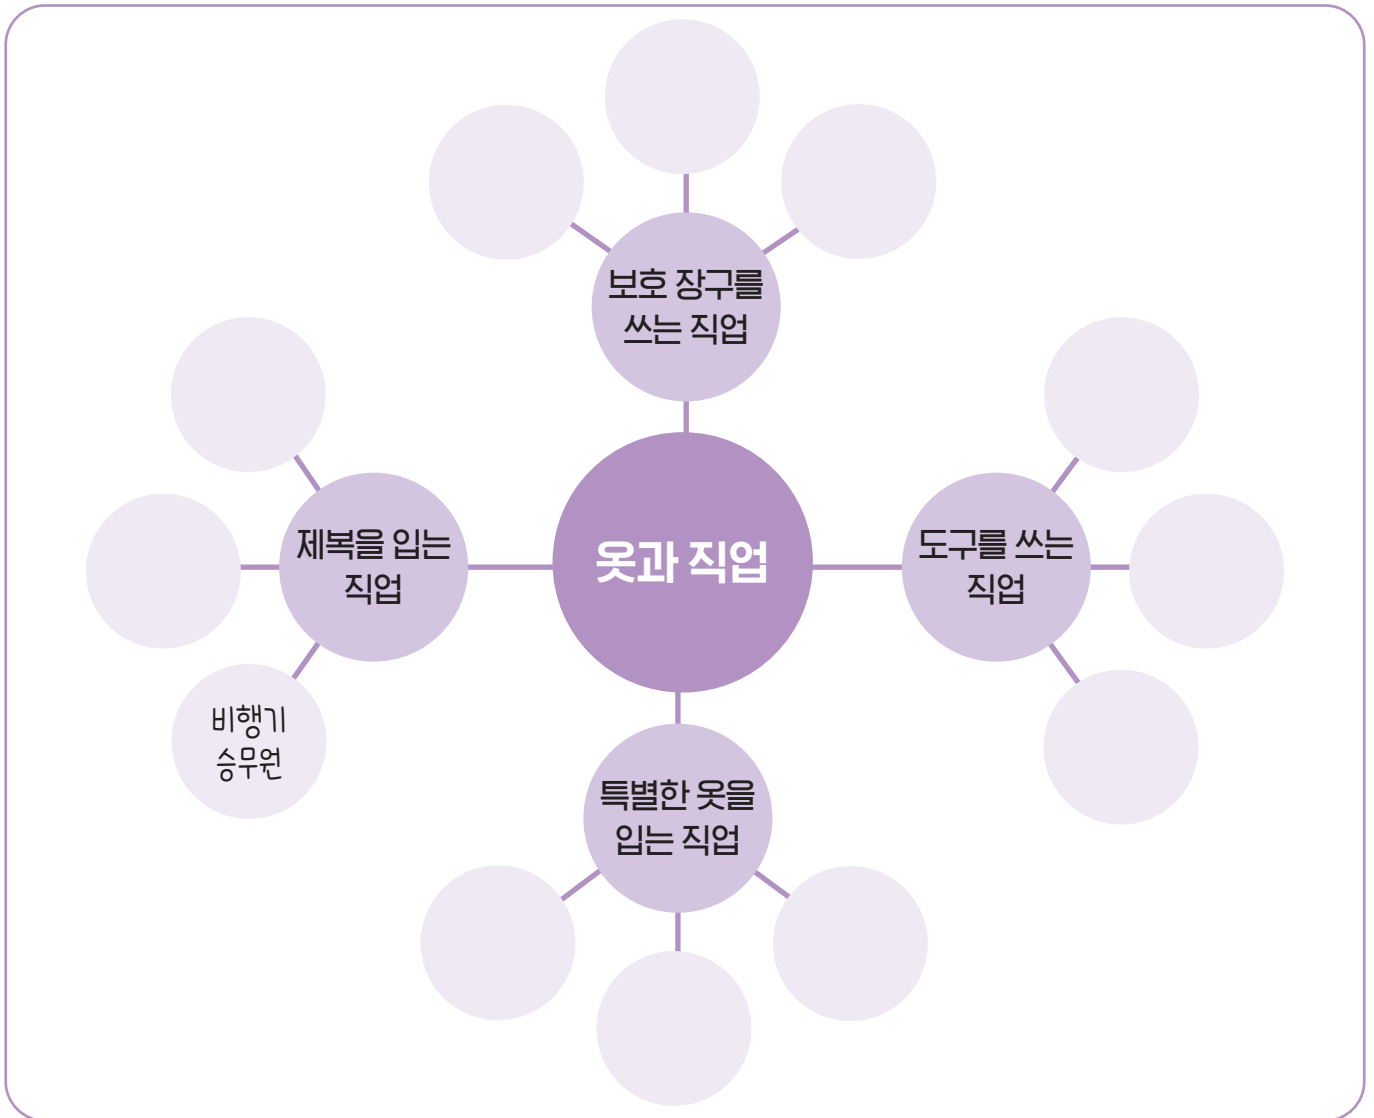 보호 장구를
쓰는 직업
제복을 입는
직업
옷과 직업
도구를 쓰는
직업
비행기
승무원
특별한 옷을
입는 직업